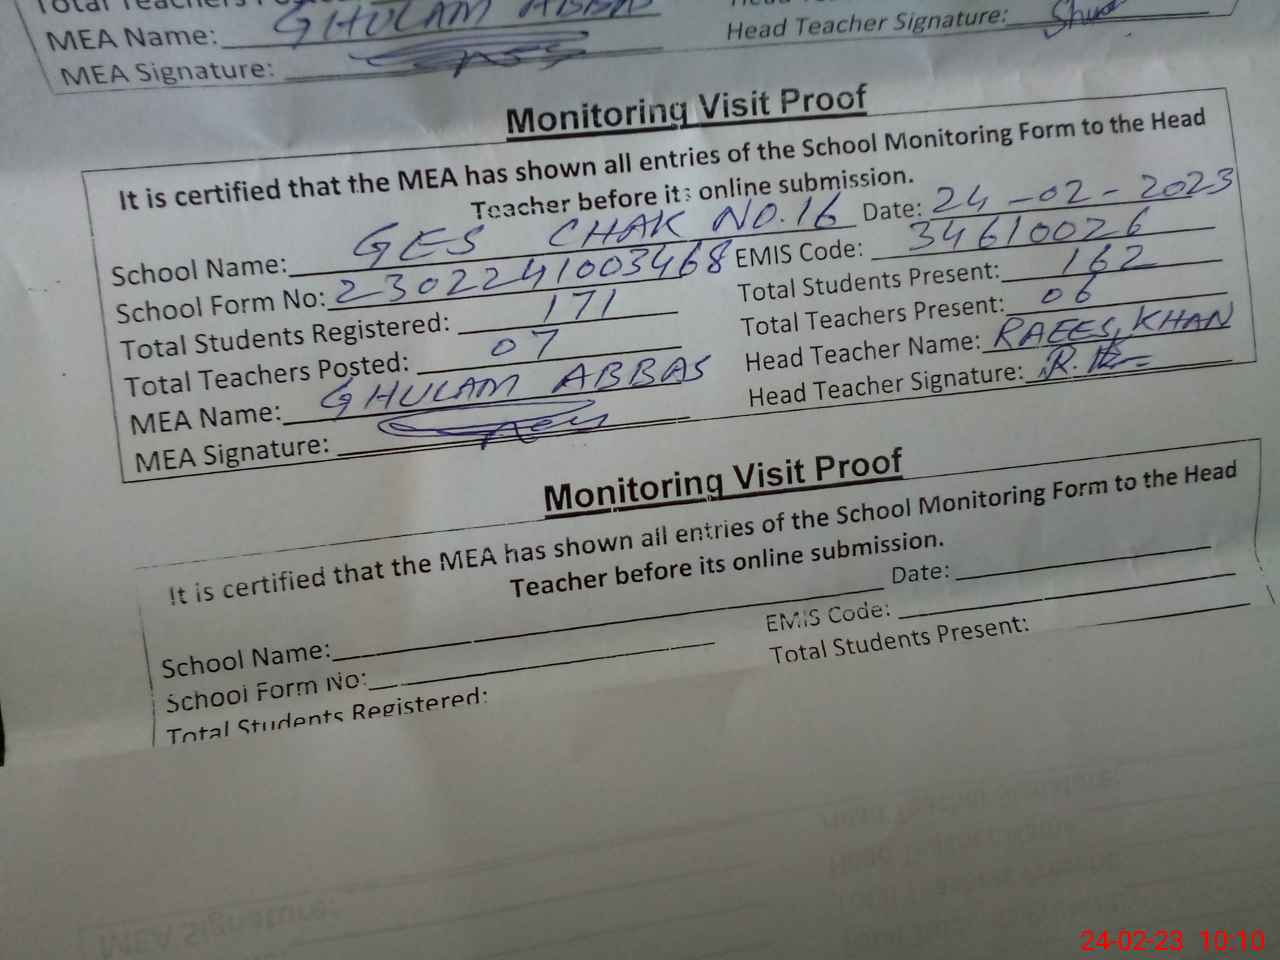 MEA Name: GHULAM ABBAS
Head Teacher Signature:
MEA Signature:
Monitoring Visit Proof
It is certified that the MEA has shown all entries of the School Monitoring Form to the Head
Teacher before its online submission.
School Name: GES CHAK NO. 16 Date: 24-02-2023
School Form No: 2302241003468 EMIS Code: 34610026
Total Students Registered: 171 Total Students Present: 162
Total Teachers Posted: 07 Total Teachers Present: 06
MEA Name: GHULAM ABBAS Head Teacher Name: RAEES KHAN
MEA Signature: Head Teacher Signature:
Monitoring Visit Proof
It is certified that the MEA has shown all entries of the School Monitoring Form to the Head
Teacher before its online submission.
School Name: Date:
School Form No: EMIS Code:
Total Students Registered: Total Students Present:
24-02-23 10:10